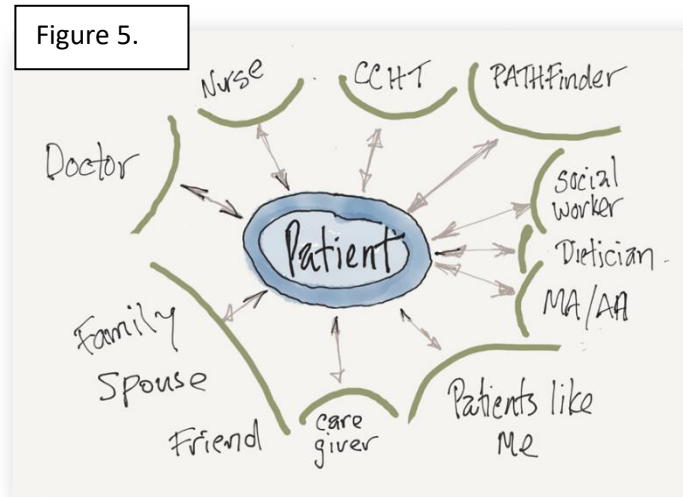 Figure 5.
Nurse
CCHT
PATHFinder
Doctor
social
worker
Patient
Dietician
MA/AA
Family
Spouse
Friend
care
giver
Patients like
Me